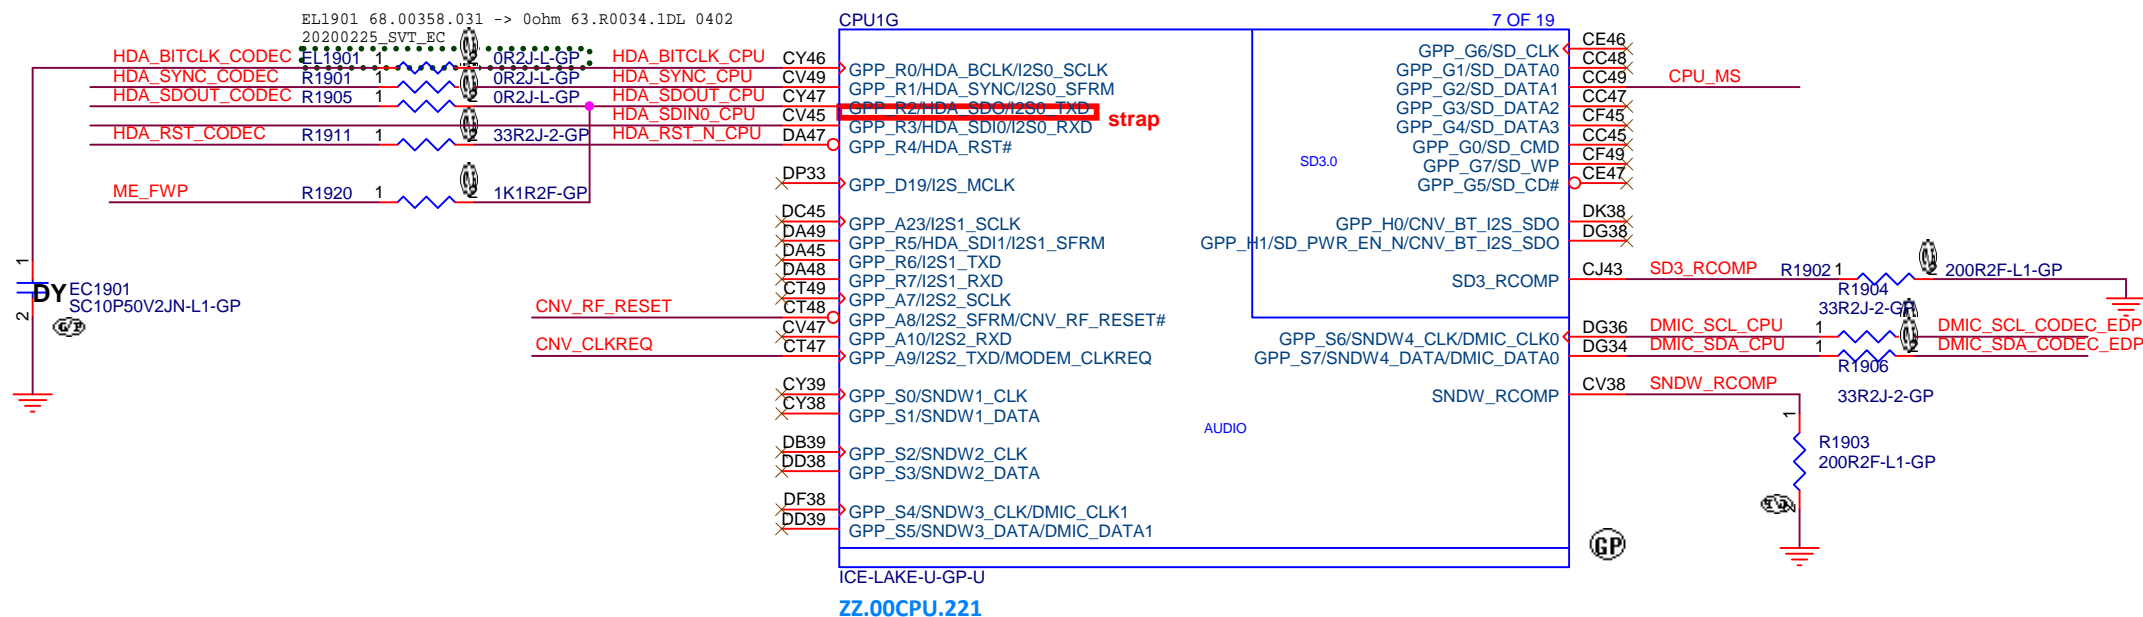 EL1901 68.00358.031 -> 0ohm 63.R0034.1DL 0402
20200225_SVT_EC
CPU1G
7 OF 19
HDA_BITCLK_CODEC EL1901 1 2 0R2J-L-GP HDA_BITCLK_CPU CY46
HDA_SYNC_CODEC R1901 1 2 0R2J-L-GP HDA_SYNC_CPU CV49
HDA_SDOUT_CODEC R1905 1 2 0R2J-L-GP HDA_SDOUT_CPU CY47
HDA_SDIN0_CPU CV45
HDA_RST_CODEC R1911 1 2 33R2J-2-GP HDA_RST_N_CPU DA47
ME_FWP R1920 1 2 1K1R2F-GP
GPP_R0/HDA_BCLK/I2S0_SCLK
GPP_R1/HDA_SYNC/I2S0_SFRM
GPP_R2/HDA_SDO/I2S0_TXD
strap
GPP_R3/HDA_SDI0/I2S0_RXD
GPP_R4/HDA_RST#
DP33 GPP_D19/I2S_MCLK
DC45 GPP_A23/I2S1_SCLK
DA49 GPP_R5/HDA_SDI1/I2S1_SFRM
DA45 GPP_R6/I2S1_TXD
DA48 GPP_R7/I2S1_RXD
CT49 GPP_A7/I2S2_SCLK
CNV_RF_RESET CT48 GPP_A8/I2S2_SFRM/CNV_RF_RESET#
CV47 GPP_A10/I2S2_RXD
CNV_CLKREQ CT47 GPP_A9/I2S2_TXD/MODEM_CLKREQ
CY39 GPP_S0/SNDW1_CLK
CY38 GPP_S1/SNDW1_DATA
DB39 GPP_S2/SNDW2_CLK
DD38 GPP_S3/SNDW2_DATA
DF38 GPP_S4/SNDW3_CLK/DMIC_CLK1
DD39 GPP_S5/SNDW3_DATA/DMIC_DATA1
1
DY EC1901
SC10P50V2JN-L1-GP
2
SD3.0
AUDIO
GPP_G6/SD_CLK CE46
GPP_G1/SD_DATA0 CC48
GPP_G2/SD_DATA1 CC49 CPU_MS
GPP_G3/SD_DATA2 CC47
GPP_G4/SD_DATA3 CF45
GPP_G0/SD_CMD CC45
GPP_G7/SD_WP CF49
GPP_G5/SD_CD# CE47
GPP_H0/CNV_BT_I2S_SDO DK38
GPP_H1/SD_PWR_EN_N/CNV_BT_I2S_SDO DG38
SD3_RCOMP CJ43 SD3_RCOMP R1902 1 2 200R2F-L1-GP
R1904
33R2J-2-GP
GPP_S6/SNDW4_CLK/DMIC_CLK0 DG36 DMIC_SCL_CPU 1 DMIC_SCL_CODEC_EDP
GPP_S7/SNDW4_DATA/DMIC_DATA0 DG34 DMIC_SDA_CPU 1 2 DMIC_SDA_CODEC_EDP
R1906
33R2J-2-GP
SNDW_RCOMP CV38 SNDW_RCOMP
1
R1903
200R2F-L1-GP
2
GP
ICE-LAKE-U-GP-U
ZZ.00CPU.221